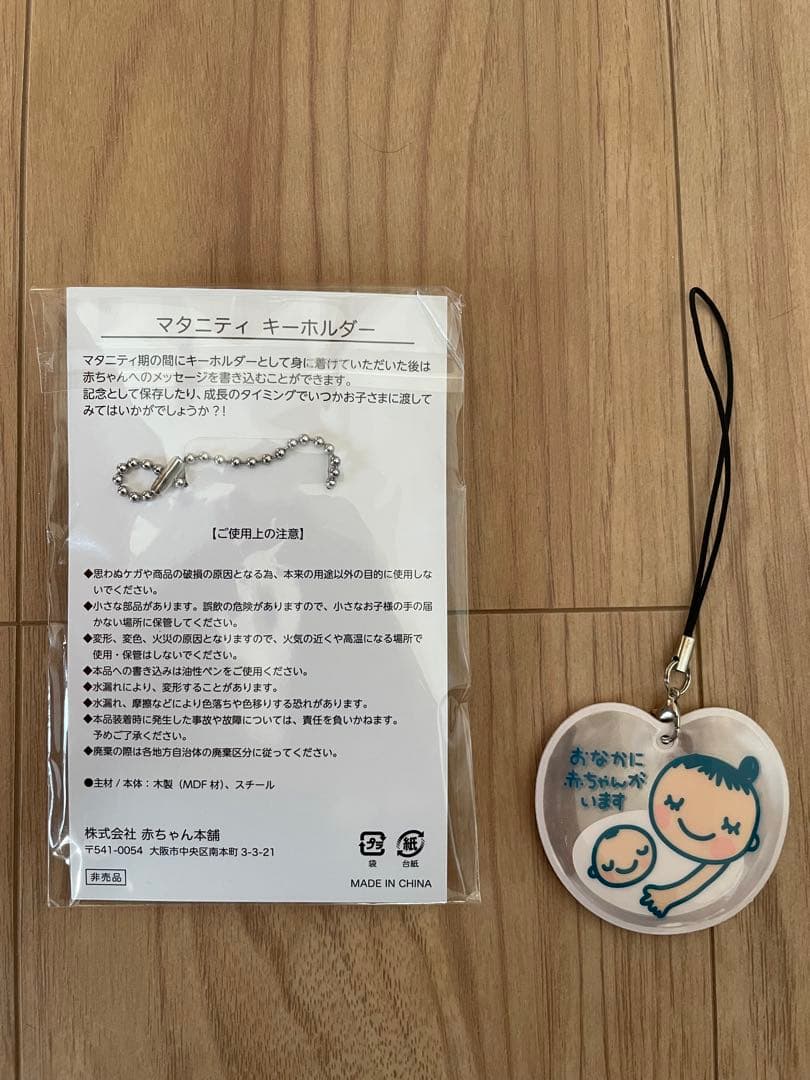 マタニティ キーホルダー
マタニティ期の間にキーホルダーとして身に着けていただいた後は
赤ちゃんへのメッセージを書き込むことができます。
記念として保存したり、成長のタイミングでいつかお子さまに渡して
みてはいかがでしょうか?!
【ご使用上の注意】
◆思わぬケガや商品の破損の原因となる為、本来の用途以外の目的に使用しな
いでください。
◆小さな部品があります。誤飲の危険がありますので、小さなお子様の手の届
かない場所に保管してください。
◆変形、変色、火災の原因となりますので、火気の近くや高温になる場所で
使用・保管はしないでください。
◆本品への書き込みは油性ペンをご使用ください。
◆水漏れにより、変形することがあります。
◆水漏れ、摩擦などにより色落ちや色移りする恐れがあります。
◆本品装着時に発生した事故や故障については、責任を負いかねます。
予めご了承ください。
◆廃棄の際は各地方自治体の廃棄区分に従ってください。
●主材/本体:木製(MDF材)、スチール
株式会社 赤ちゃん本舗
〒541-0054 大阪市中央区南本町3-3-21
非売品
プラ
袋
紙
台紙
MADE IN CHINA
おなかに
赤ちゃんが
います